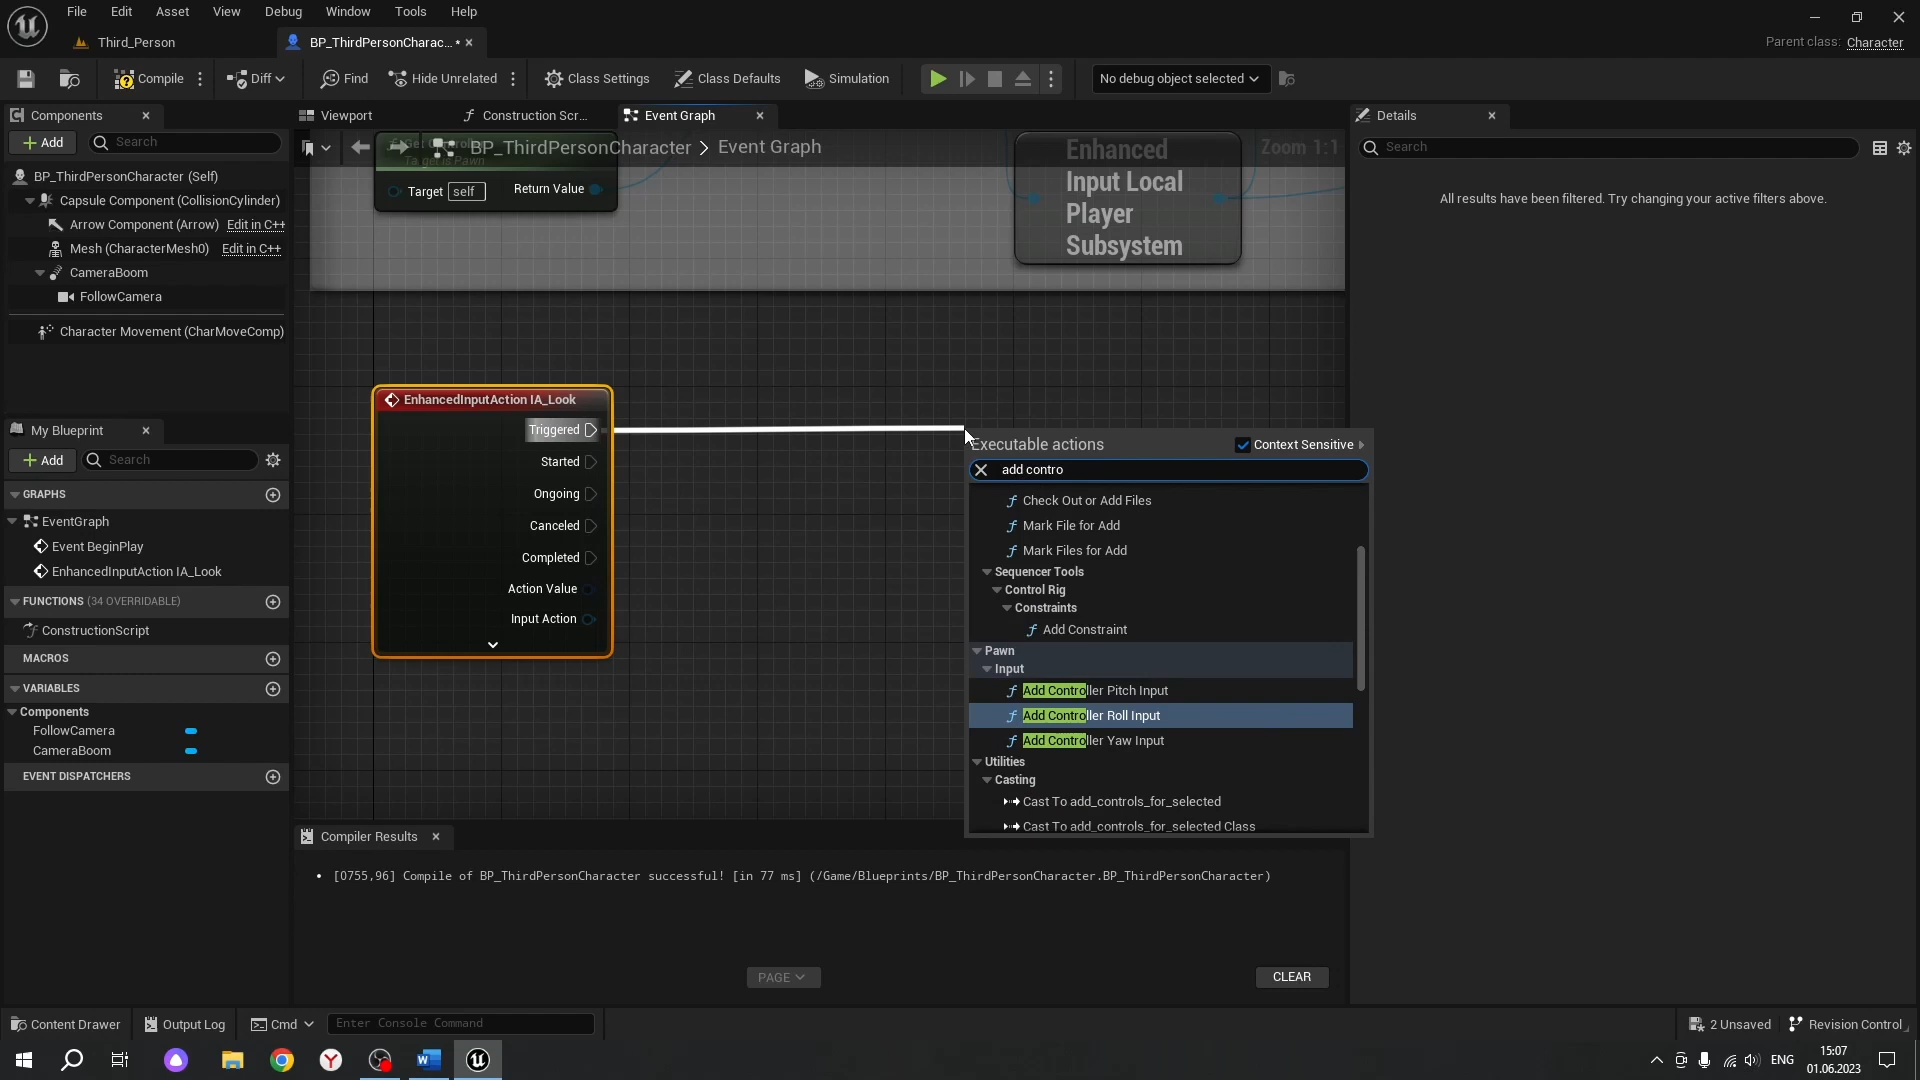 File Edit Asset View Debug Window Tools Help
Third_Person
BP_ThirdPersonCharac... •
Parent class: Character
Compile
Diff
Find
Hide Unrelated
Class Settings
Class Defaults
Simulation
No debug object selected
Components
Add
Search
BP_ThirdPersonCharacter (Self)
Capsule Component (CollisionCylinder)
Arrow Component (Arrow) Edit in C++
Mesh (CharacterMesh0) Edit in C++
CameraBoom
FollowCamera
Character Movement (CharMoveComp)
My Blueprint
Add
Search
GRAPHS
EventGraph
Event BeginPlay
EnhancedInputAction IA_Look
FUNCTIONS (34 OVERRIDABLE)
ConstructionScript
MACROS
VARIABLES
Components
FollowCamera
CameraBoom
EVENT DISPATCHERS
Viewport
Construction Scr...
Event Graph
BP_ThirdPersonCharacter > Event Graph
Zoom 1:1
Target is Pawn
Target self
Return Value
Enhanced
Input Local
Player
Subsystem
EnhancedInputAction IA_Look
Triggered
Started
Ongoing
Canceled
Completed
Action Value
Input Action
Executable actions
Context Sensitive
add contro
Check Out or Add Files
Mark File for Add
Mark Files for Add
Sequencer Tools
Control Rig
Constraints
Add Constraint
Pawn
Input
Add Controller Pitch Input
Add Controller Roll Input
Add Controller Yaw Input
Utilities
Casting
Cast To add_controls_for_selected
Cast To add_controls_for_selected Class
Compiler Results
[0755,96] Compile of BP_ThirdPersonCharacter successful! [in 77 ms] (/Game/Blueprints/BP_ThirdPersonCharacter.BP_ThirdPersonCharacter)
PAGE
CLEAR
Details
Search
All results have been filtered. Try changing your active filters above.
Content Drawer
Output Log
Cmd
Enter Console Command
2 Unsaved
Revision Control
ENG
15:07
01.06.2023